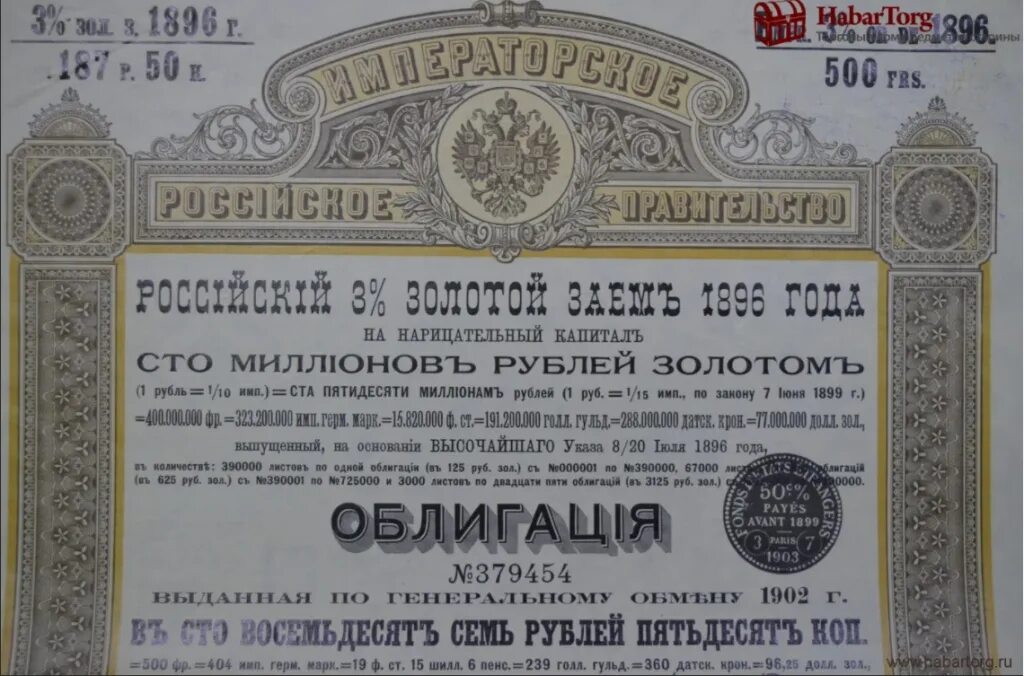 3% зол. з. 1896 г.
187 р. 50 к.
HabarTorg
1896.
500 FRS.
ИМПЕРАТОРСКОЕ
РОССІЙСКОЕ ПРАВИТЕЛЬСТВО
РОССІЙСКІЙ 3% ЗОЛОТОЙ ЗАЕМЪ 1896 ГОДА
НА НАРИЦАТЕЛЬНЫЙ КАПИТАЛЪ
СТО МИЛЛІОНОВЪ РУБЛЕЙ ЗОЛОТОМЪ
(1 рубль = 1/10 имп.) = СТА ПЯТИДЕСЯТИ МИЛЛІОНАМЪ рублей (1 руб. = 1/15 имп., по закону 7 Іюня 1899 г.)
=400.000.000 фр. =323.200.000 имп. герм. марк. =15.820.000 ф. ст. =191.200.000 голл. гульд. =288.000.000 датск. крон. =77.000.000 долл. зол.,
выпущенный, на основаніи ВЫСОЧАЙШАГО Указа 8/20 Іюля 1896 года,
въ количествѣ: 390000 листовъ по одной облигаціи (въ 125 руб. зол.) съ №000001 по №390000, 67000
(въ 625 руб. зол.) съ №390001 по №725000 и 3000 листовъ по двадцати пяти облигацій (въ 3125 руб. зол.)
FONDS D'ETATS ETRANGERS
50c%
PAYÉS
AVANT 1899
3 PARIS 7
1903
ОБЛИГАЦІЯ
№379454
ВЫДАННАЯ ПО ГЕНЕРАЛЬНОМУ ОБМѢНУ 1902 г.
ВЪ СТО ВОСЕМЬДЕСЯТЪ СЕМЬ РУБЛЕЙ ПЯТЬДЕСЯТЪ КОП.
=500 фр.=404 имп. герм. марк.=19 ф. ст. 15 шилл. 6 пенс.=239 голл. гульд.=360 датск. крон.=96,25 долл. зол.,
www.habartorg.ru